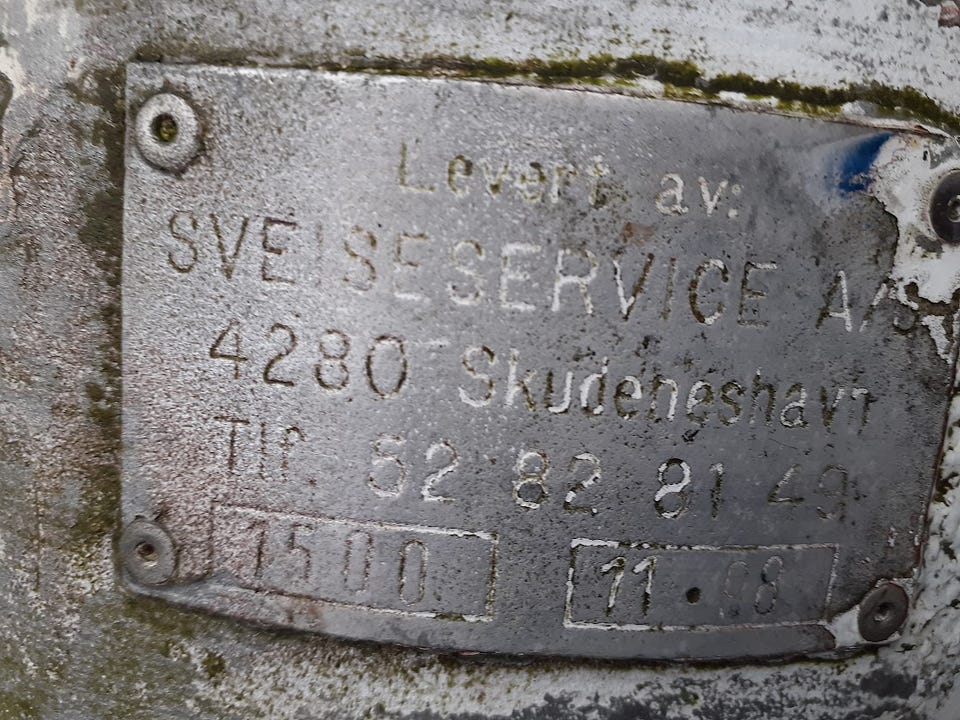 Levert av:
SVEISESERVICE A/S
4280 Skudeneshavn
Tlf 52 82 81 49
1500 11.98